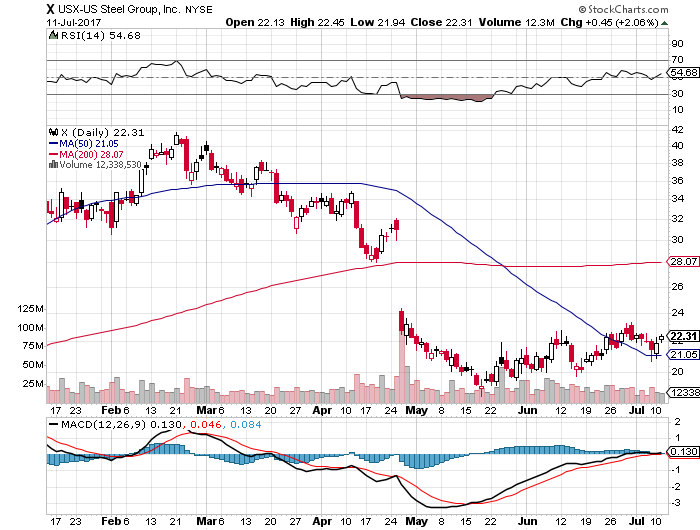 X USX-US Steel Group, Inc. NYSE © StockCharts.com
11-Jul-2017 Open 22.13 High 22.45 Low 21.94 Close 22.31 Volume 12.3M Chg +0.45 (+2.06%)
RSI(14) 54.68
90
70
54.68
50
30
10
X (Daily) 22.31
MA(50) 21.05
MA(200) 28.07
Volume 12,338,530
42
40
38
36
34
32
30
28.07
26
24
22.31
22
21.05
20
12338
125M
100M
75M
50M
25M
17 23 Feb 6 13 21 Mar 6 13 20 27 Apr 10 17 24 May 8 15 22 Jun 12 19 26 Jul 10
MACD(12,26,9) 0.130, 0.046, 0.084
2
1
0.130
-1
-2
-3
17 23 Feb 6 13 21 Mar 6 13 20 27 Apr 10 17 24 May 8 15 22 Jun 12 19 26 Jul 10